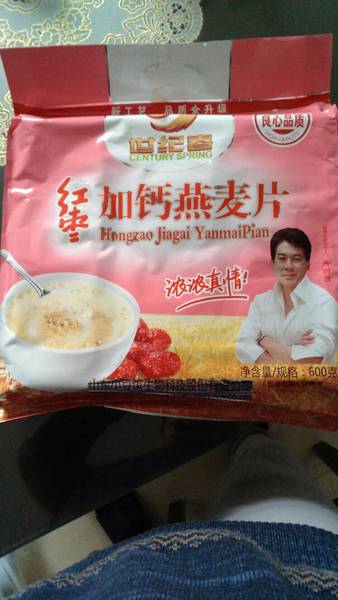 新工艺 品质全升级
良心品质
世纪春
CENTURY SPRING
红枣
加钙燕麦片
Hongzao Jiagai YanmaiPian
浓浓真情!
净含量/规格:600克